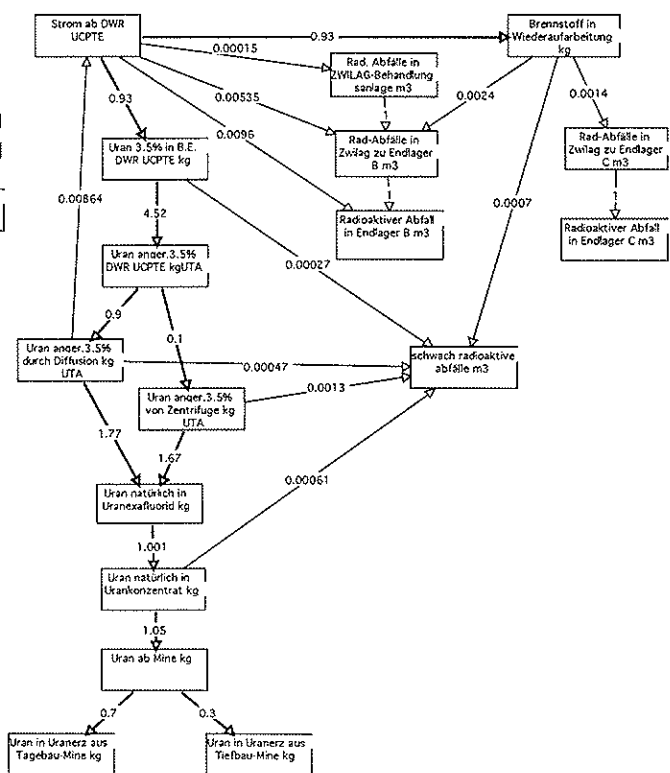 Strom ab DWR
UCPTE
0.93
Brennstoff in
Wiederaufarbeitung
kg
0.00015
Rad. Abfälle in
ZWILAG-Behandlung
sanlage m3
0.93
0.00535
0.0024
0.0014
0.0096
1
Uran 3.5% in B.E.
DWR UCPTE kg
Rad-Abfälle in
Zwilag zu Endlager
B m3
Rad-Abfälle in
Zwilag zu Endlager
C m3
0.00864
4.52
1
0.0007
1
Radioaktiver Abfall
in Endlager B m3
Radioaktiver Abfall
in Endlager C m3
Uran anger.3.5%
DWR UCPTE kgUTA
0.00027
0.9
0.1
Uran anger.3.5%
durch Diffusion kg
UTA
0.00047
schwach radioaktive
abfälle m3
Uran anger.3.5%
von Zentrifuge kg
UTA
0.0013
1.77
1.67
0.00061
Uran natürlich in
Uranexafluorid kg
1.001
Uran natürlich in
Urankonzentrat kg
1.05
Uran ab Mine kg
0.7
0.3
Uran in Uranerz aus
Tagebau-Mine kg
Uran in Uranerz aus
Tiefbau-Mine kg